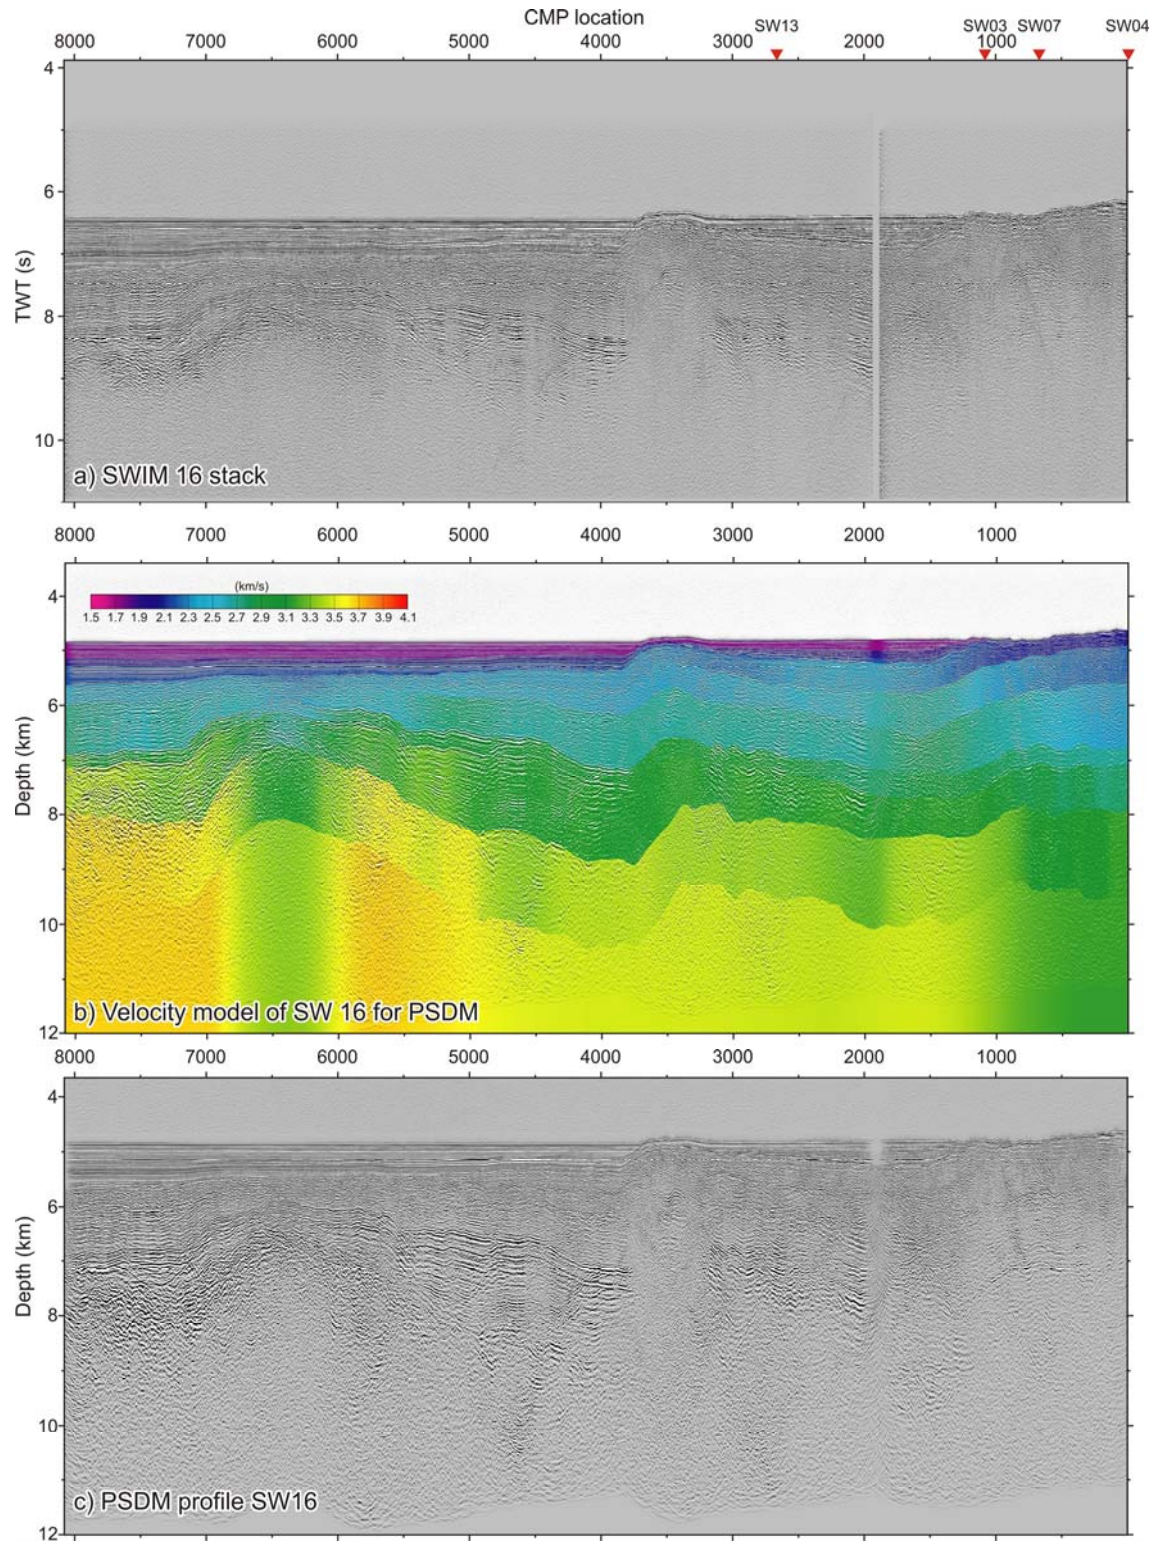 CMP location
SW13 SW03 SW07 SW04
8000 7000 6000 5000 4000 3000 2000 1000
4
6
TWT (s)
8
10
a) SWIM 16 stack
8000 7000 6000 5000 4000 3000 2000 1000
(km/s)
1.5 1.7 1.9 2.1 2.3 2.5 2.7 2.9 3.1 3.3 3.5 3.7 3.9 4.1
4
6
Depth (km)
8
10
b) Velocity model of SW 16 for PSDM
12
8000 7000 6000 5000 4000 3000 2000 1000
4
6
Depth (km)
8
10
c) PSDM profile SW16
12